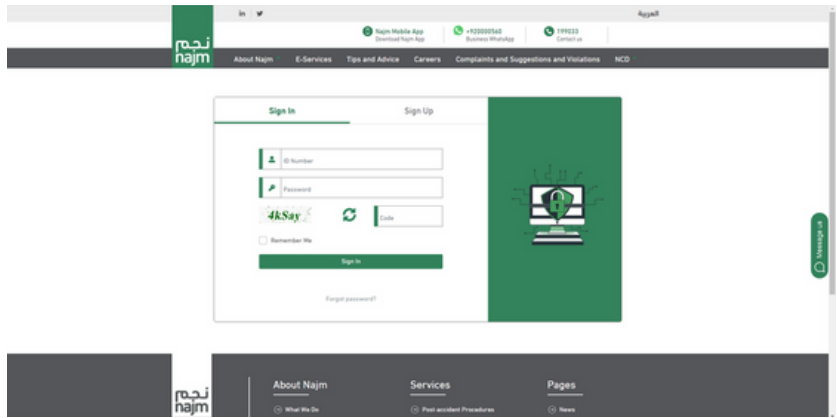 العربية
Najm Mobile App
Download Najm App
+920000560
Business WhatsApp
199033
Contact us
نجم
najm
About Najm E-Services Tips and Advice Careers Complaints and Suggestions and Violations NCD
Sign In Sign Up
ID Number
Password
4kSay Code
Remember Me
Sign In
Forgot password?
Message us
نجم
najm
About Najm Services Pages
What We Do Post accident Procedures News